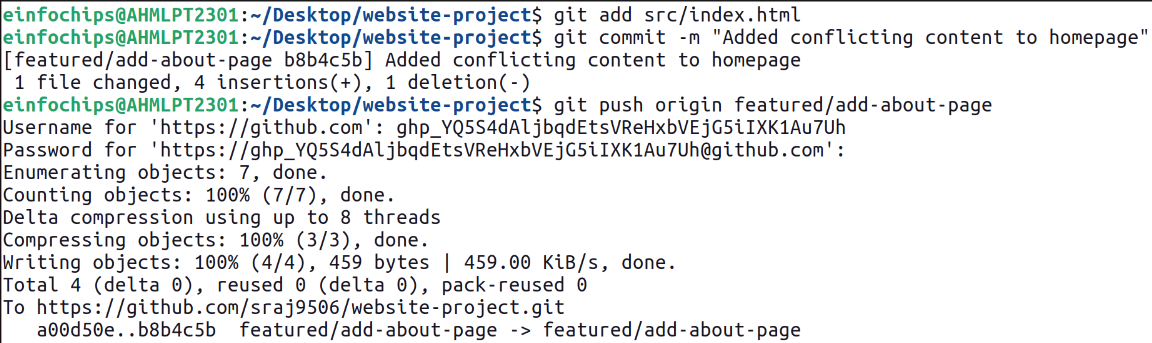 einfochips@AHMLPT2301:~/Desktop/website-project$ git add src/index.html
einfochips@AHMLPT2301:~/Desktop/website-project$ git commit -m "Added conflicting content to homepage"
[featured/add-about-page b8b4c5b] Added conflicting content to homepage
 1 file changed, 4 insertions(+), 1 deletion(-)
einfochips@AHMLPT2301:~/Desktop/website-project$ git push origin featured/add-about-page
Username for 'https://github.com': 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
Password for 'https://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@github.com':
Enumerating objects: 7, done.
Counting objects: 100% (7/7), done.
Delta compression using up to 8 threads
Compressing objects: 100% (3/3), done.
Writing objects: 100% (4/4), 459 bytes | 459.00 KiB/s, done.
Total 4 (delta 0), reused 0 (delta 0), pack-reused 0
To https://github.com/sraj9506/website-project.git
   a00d50e..b8b4c5b  featured/add-about-page -> featured/add-about-page